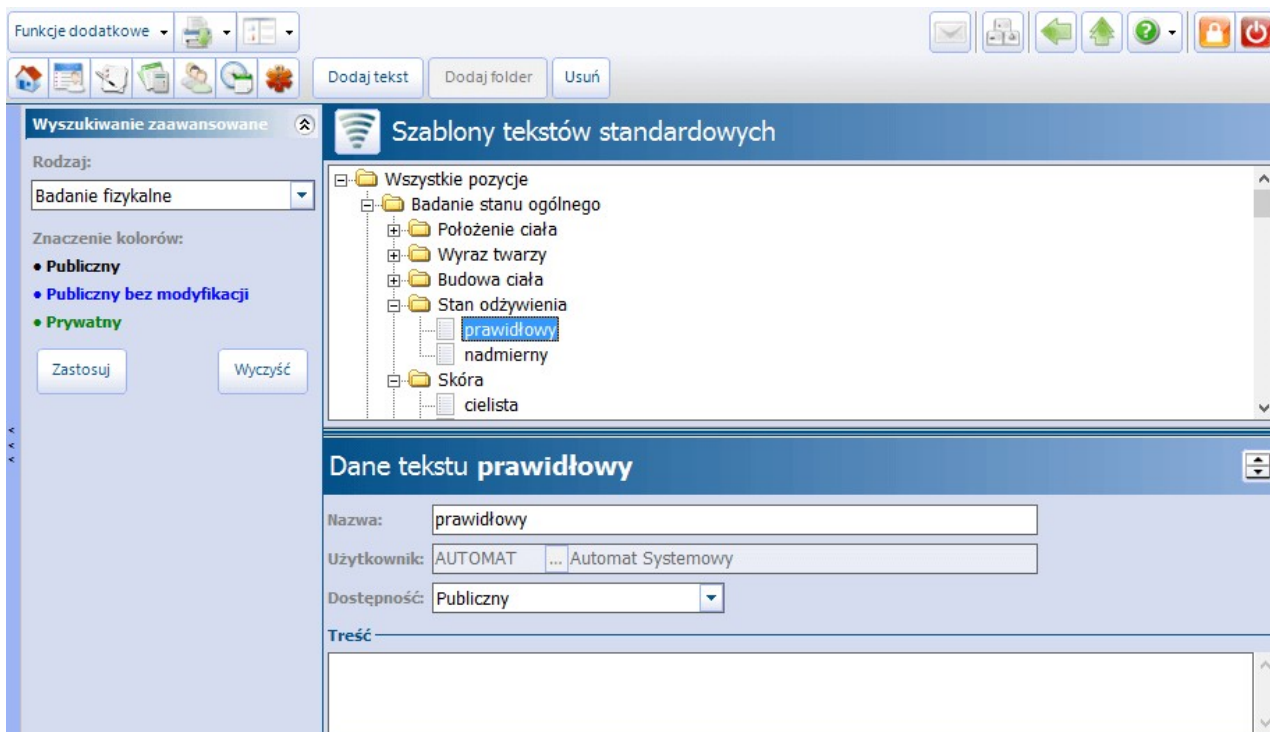 Funkcje dodatkowe
Dodaj tekst Dodaj folder Usuń
Wyszukiwanie zaawansowane
Rodzaj:
Badanie fizykalne
Znaczenie kolorów:
• Publiczny
• Publiczny bez modyfikacji
• Prywatny
Zastosuj Wyczyść
Szablony tekstów standardowych
Wszystkie pozycje
Badanie stanu ogólnego
Położenie ciała
Wyraz twarzy
Budowa ciała
Stan odżywienia
prawidłowy
nadmierny
Skóra
cielista
Dane tekstu prawidłowy
Nazwa: prawidłowy
Użytkownik: AUTOMAT ... Automat Systemowy
Dostępność: Publiczny
Treść